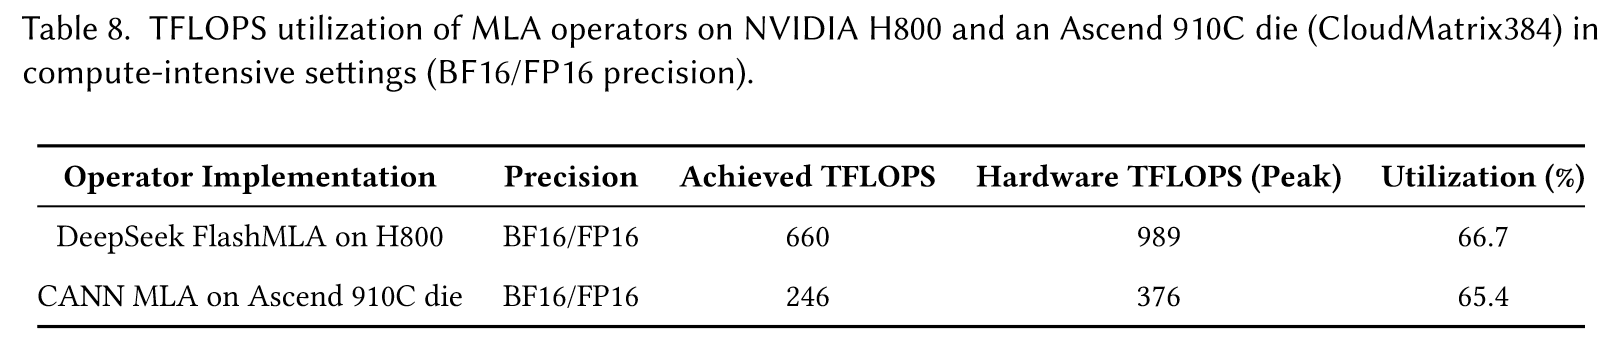 Table 8. TFLOPS utilization of MLA operators on NVIDIA H800 and an Ascend 910C die (CloudMatrix384) in
compute-intensive settings (BF16/FP16 precision).
Operator Implementation Precision Achieved TFLOPS Hardware TFLOPS (Peak) Utilization (%)
DeepSeek FlashMLA on H800 BF16/FP16 660 989 66.7
CANN MLA on Ascend 910C die BF16/FP16 246 376 65.4